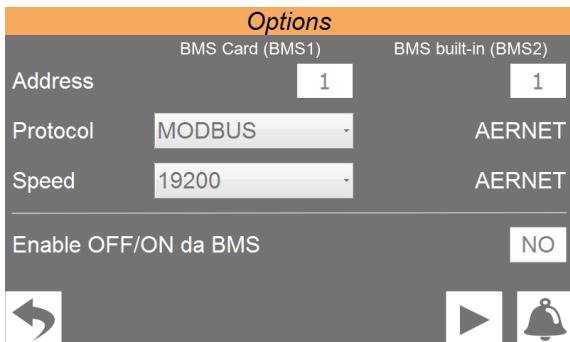 Options
BMS Card (BMS1) BMS built-in (BMS2)
Address 1 1
Protocol MODBUS AERNET
Speed 19200 AERNET
Enable OFF/ON da BMS NO